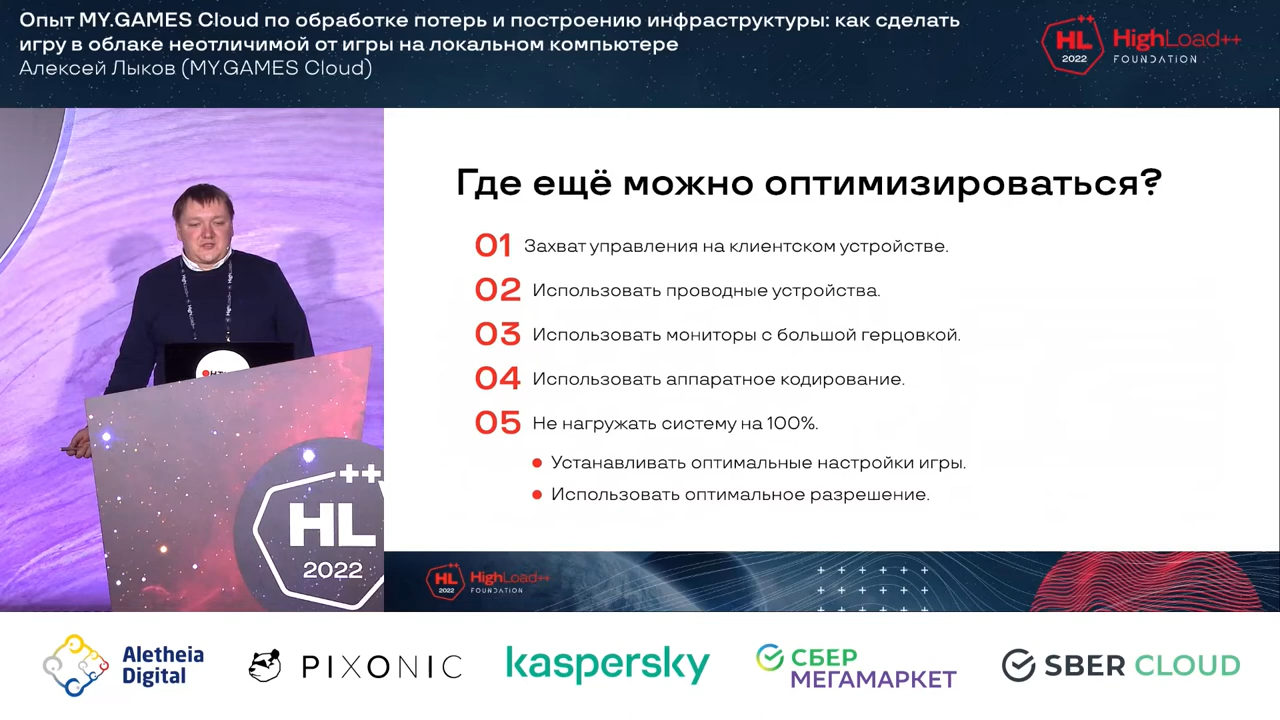 Опыт MY.GAMES Cloud по обработке потерь и построению инфраструктуры: как сделать
игру в облаке неотличимой от игры на локальном компьютере
Алексей Лыков (MY.GAMES Cloud)
HL
2022
HighLoad++
FOUNDATION
Где ещё можно оптимизироваться?
01 Захват управления на клиентском устройстве.
02 Использовать проводные устройства.
03 Использовать мониторы с большой герцовкой.
04 Использовать аппаратное кодирование.
05 Не нагружать систему на 100%.
Устанавливать оптимальные настройки игры.
Использовать оптимальное разрешение.
++
HL
2022
HL
2022
HighLoad++
FOUNDATION
Aletheia
Digital
PIXONIC
kaspersky
СБЕР
МЕГАМАРКЕТ
SBER CLOUD